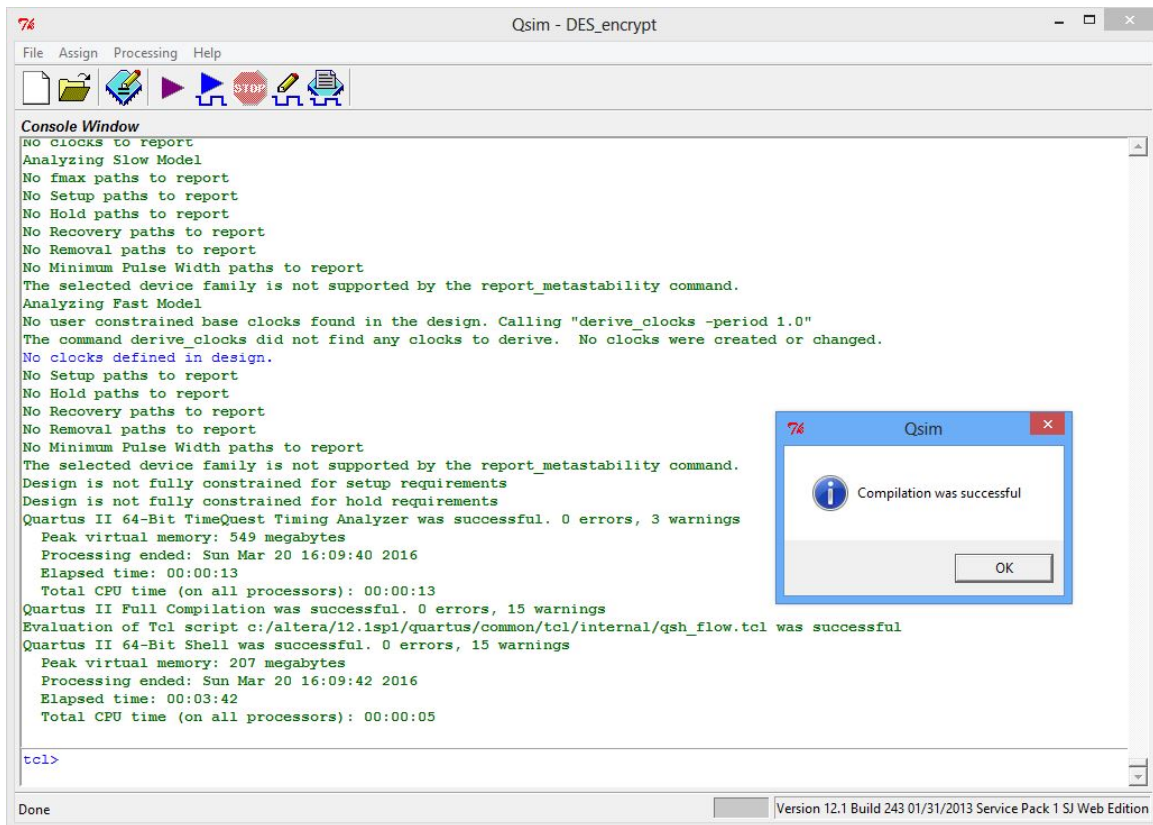 Qsim - DES_encrypt
File Assign Processing Help
STOP
Console Window
No clocks to report
Analyzing Slow Model
No fmax paths to report
No Setup paths to report
No Hold paths to report
No Recovery paths to report
No Removal paths to report
No Minimum Pulse Width paths to report
The selected device family is not supported by the report_metastability command.
Analyzing Fast Model
No user constrained base clocks found in the design. Calling "derive_clocks -period 1.0"
The command derive_clocks did not find any clocks to derive.  No clocks were created or changed.
No clocks defined in design.
No Setup paths to report
No Hold paths to report
No Recovery paths to report
No Removal paths to report
No Minimum Pulse Width paths to report
The selected device family is not supported by the report_metastability command.
Design is not fully constrained for setup requirements
Design is not fully constrained for hold requirements
Quartus II 64-Bit TimeQuest Timing Analyzer was successful. 0 errors, 3 warnings
Peak virtual memory: 549 megabytes
Processing ended: Sun Mar 20 16:09:40 2016
Elapsed time: 00:00:13
Total CPU time (on all processors): 00:00:13
Quartus II Full Compilation was successful. 0 errors, 15 warnings
Evaluation of Tcl script c:/altera/12.1sp1/quartus/common/tcl/internal/qsh_flow.tcl was successful
Quartus II 64-Bit Shell was successful. 0 errors, 15 warnings
Peak virtual memory: 207 megabytes
Processing ended: Sun Mar 20 16:09:42 2016
Elapsed time: 00:03:42
Total CPU time (on all processors): 00:00:05
tcl>
Qsim
Compilation was successful
OK
Done
Version 12.1 Build 243 01/31/2013 Service Pack 1 SJ Web Edition